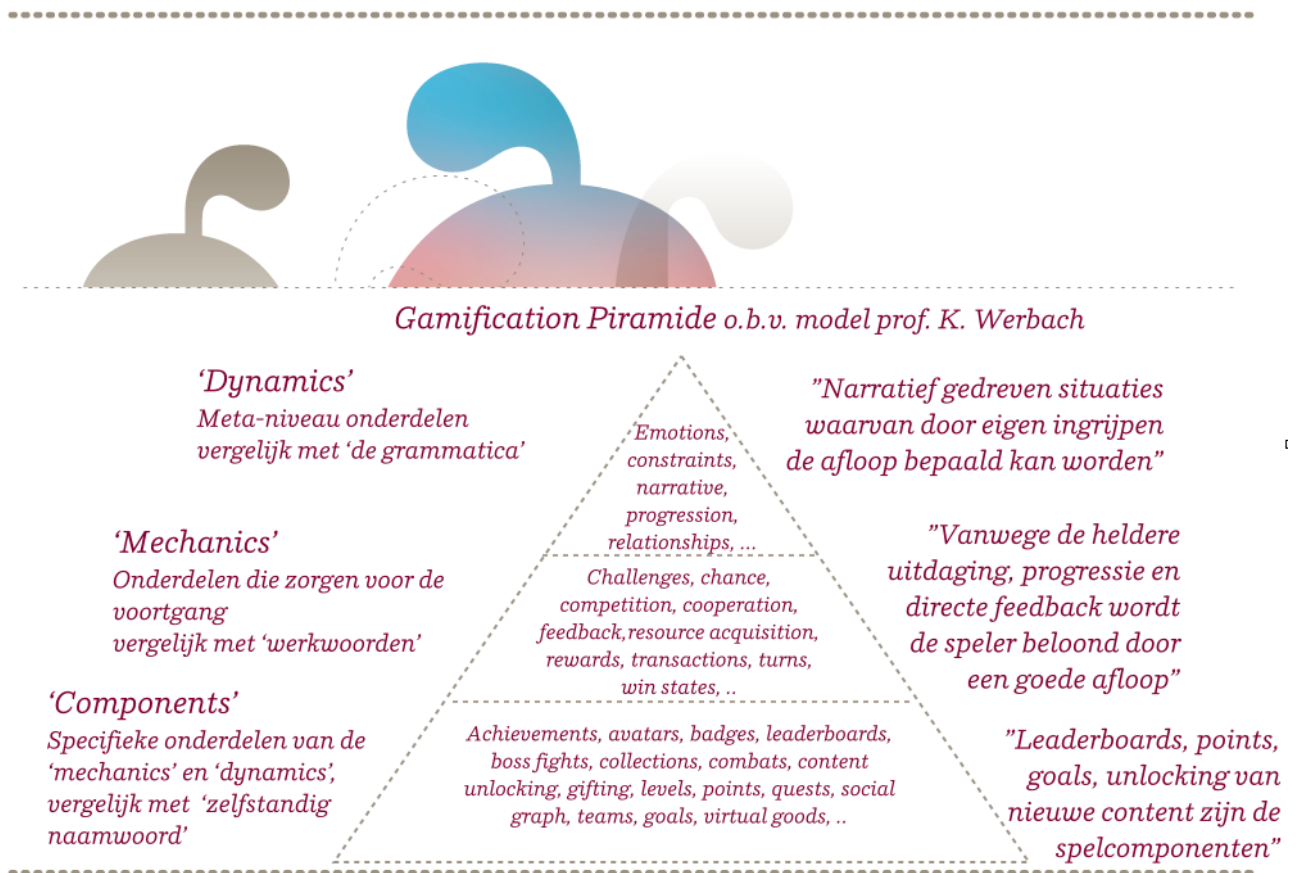 Gamification Piramide o.b.v. model prof. K. Werbach
‘Dynamics’
Meta-niveau onderdelen
vergelijk met ‘de grammatica’
Emotions,
constraints,
narrative,
progression,
relationships, ...
”Narratief gedreven situaties
waarvan door eigen ingrijpen
de afloop bepaald kan worden”
‘Mechanics’
Onderdelen die zorgen voor de
voortgang
vergelijk met ‘werkwoorden’
Challenges, chance,
competition, cooperation,
feedback,resource acquisition,
rewards, transactions, turns,
win states, ..
”Vanwege de heldere
uitdaging, progressie en
directe feedback wordt
de speler beloond door
een goede afloop”
‘Components’
Specifieke onderdelen van de
‘mechanics’ en ‘dynamics’,
vergelijk met ‘zelfstandig
naamwoord’
Achievements, avatars, badges, leaderboards,
boss fights, collections, combats, content
unlocking, gifting, levels, points, quests, social
graph, teams, goals, virtual goods, ..
”Leaderboards, points,
goals, unlocking van
nieuwe content zijn de
spelcomponenten”